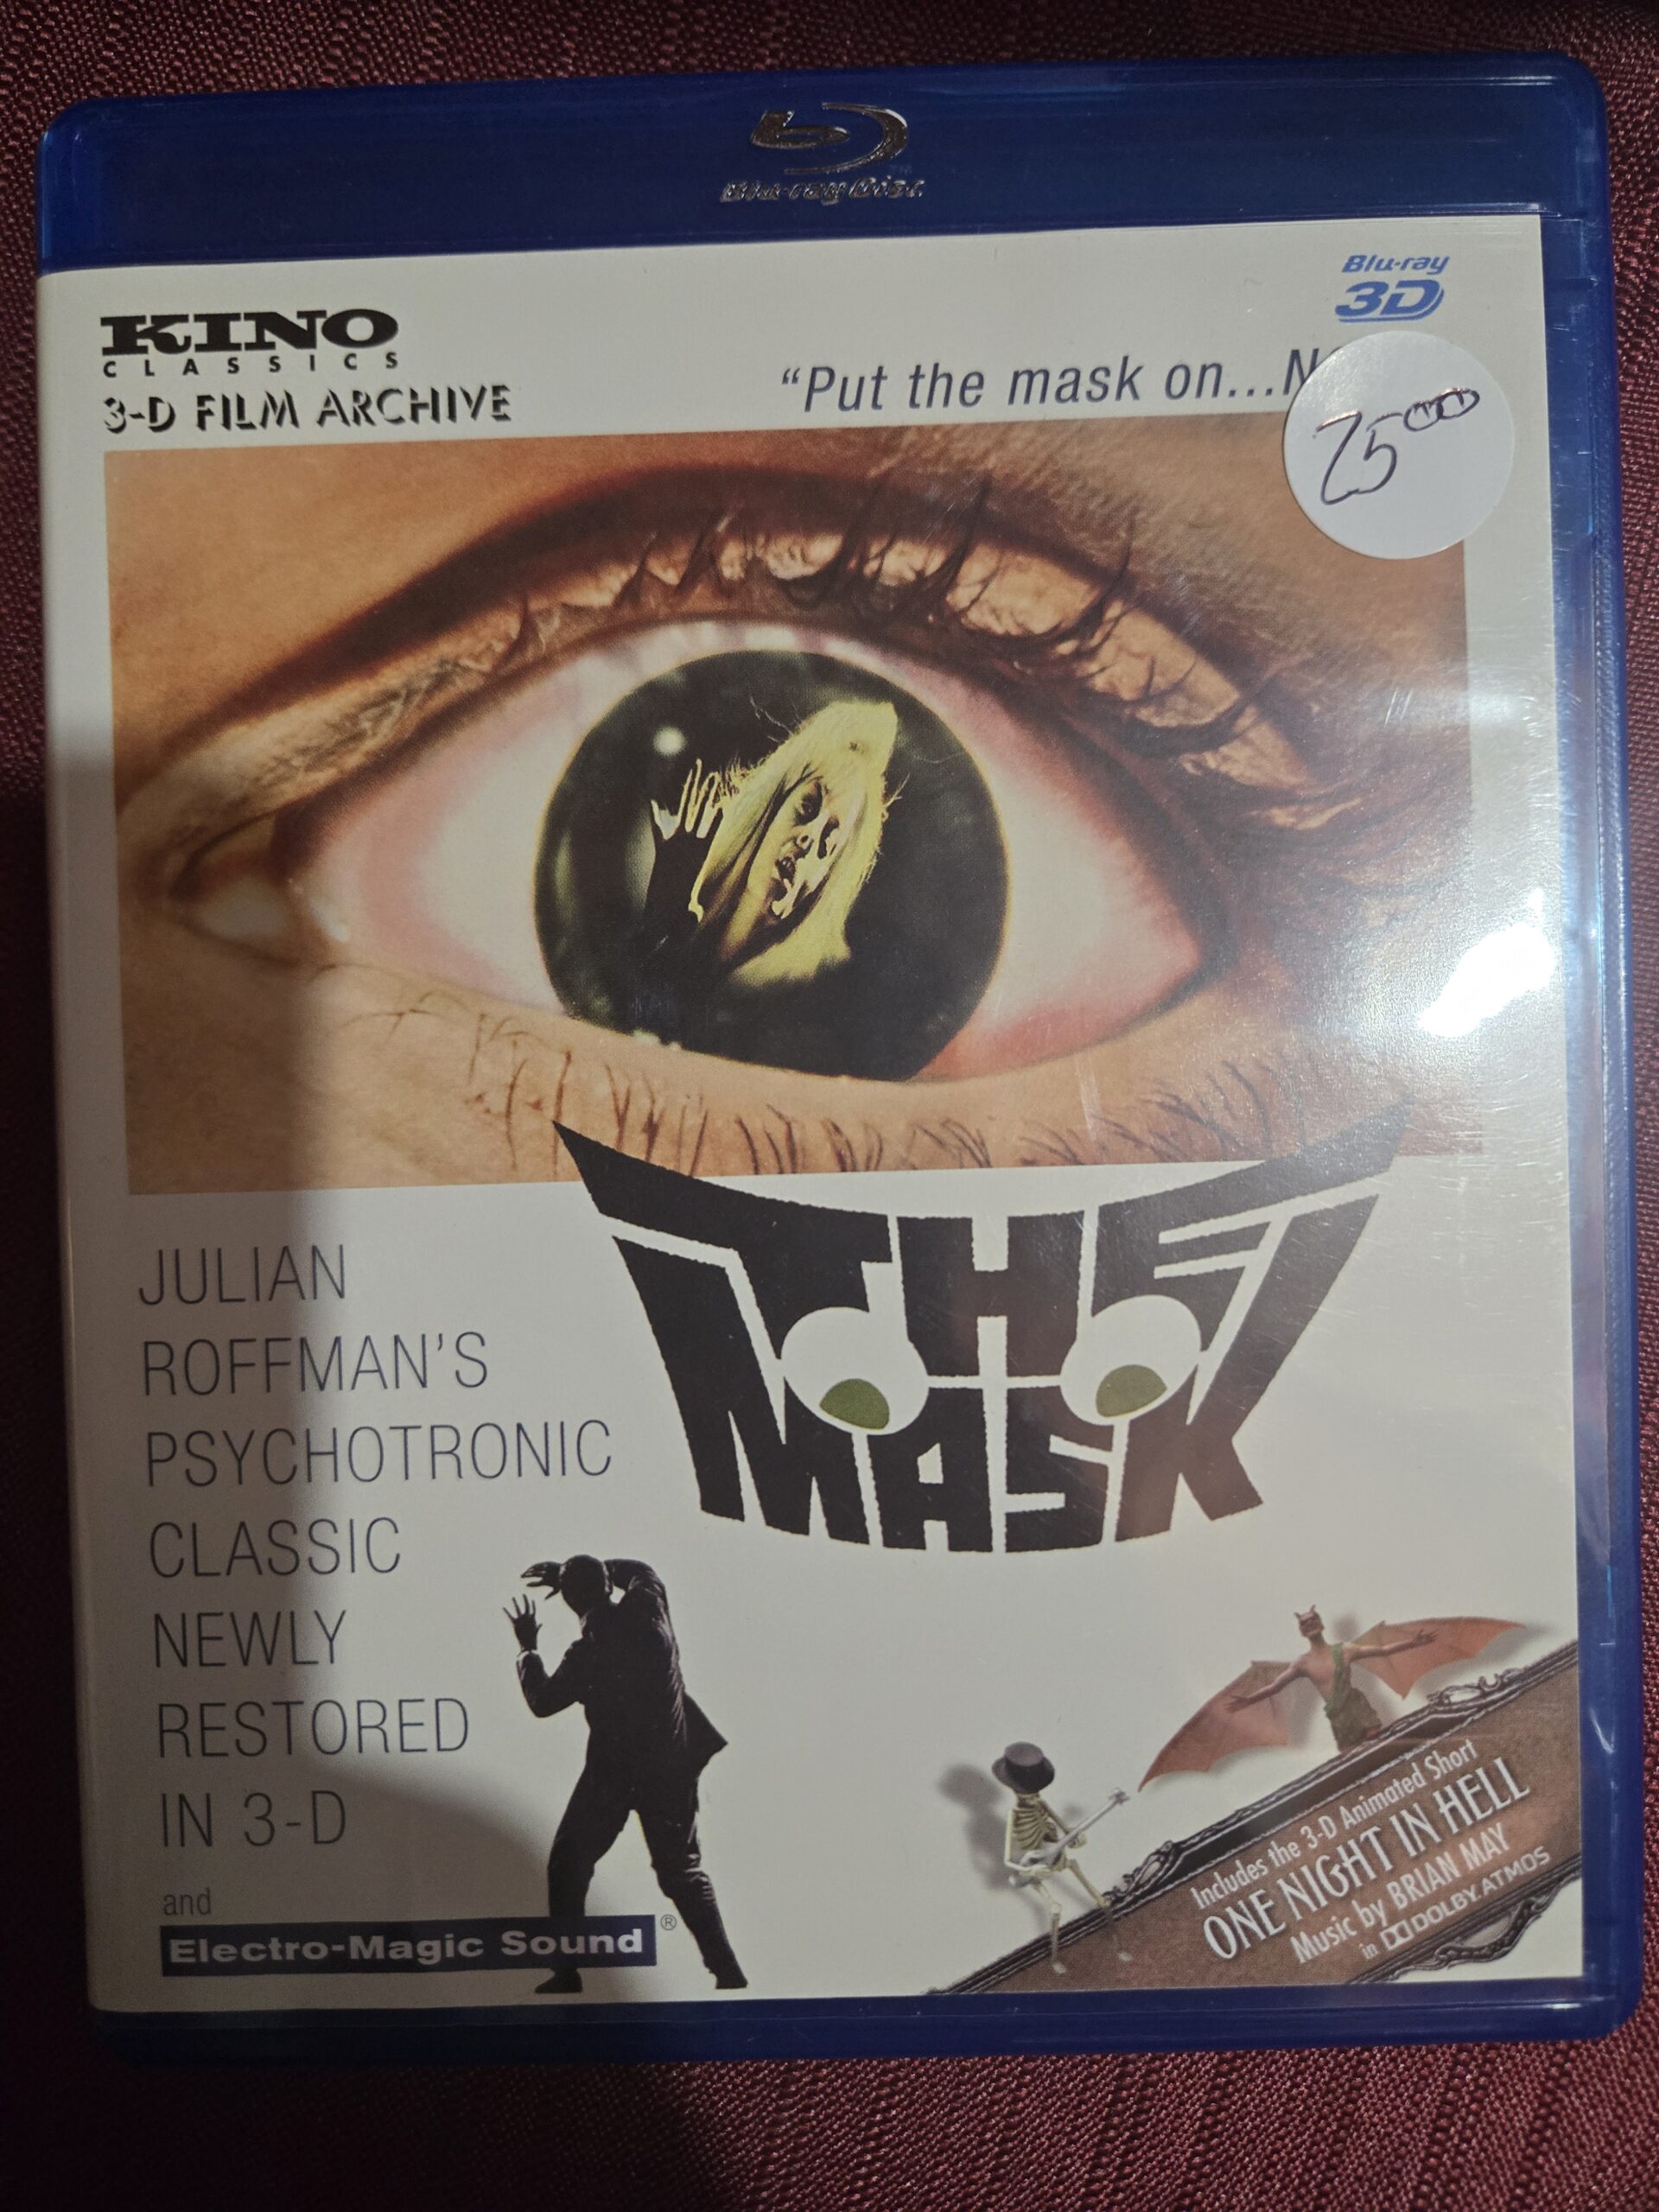 Blu-ray Disc
Blu-ray
3D
KINO
CLASSICS
3-D FILM ARCHIVE
"Put the mask on...
25⁰⁰
THE
MASK
JULIAN
ROFFMAN'S
PSYCHOTRONIC
CLASSIC
NEWLY
RESTORED
IN 3-D
and
Electro-Magic Sound®
Includes the 3-D Animated Short
ONE NIGHT IN HELL
Music by BRIAN MAY
in DOLBY ATMOS